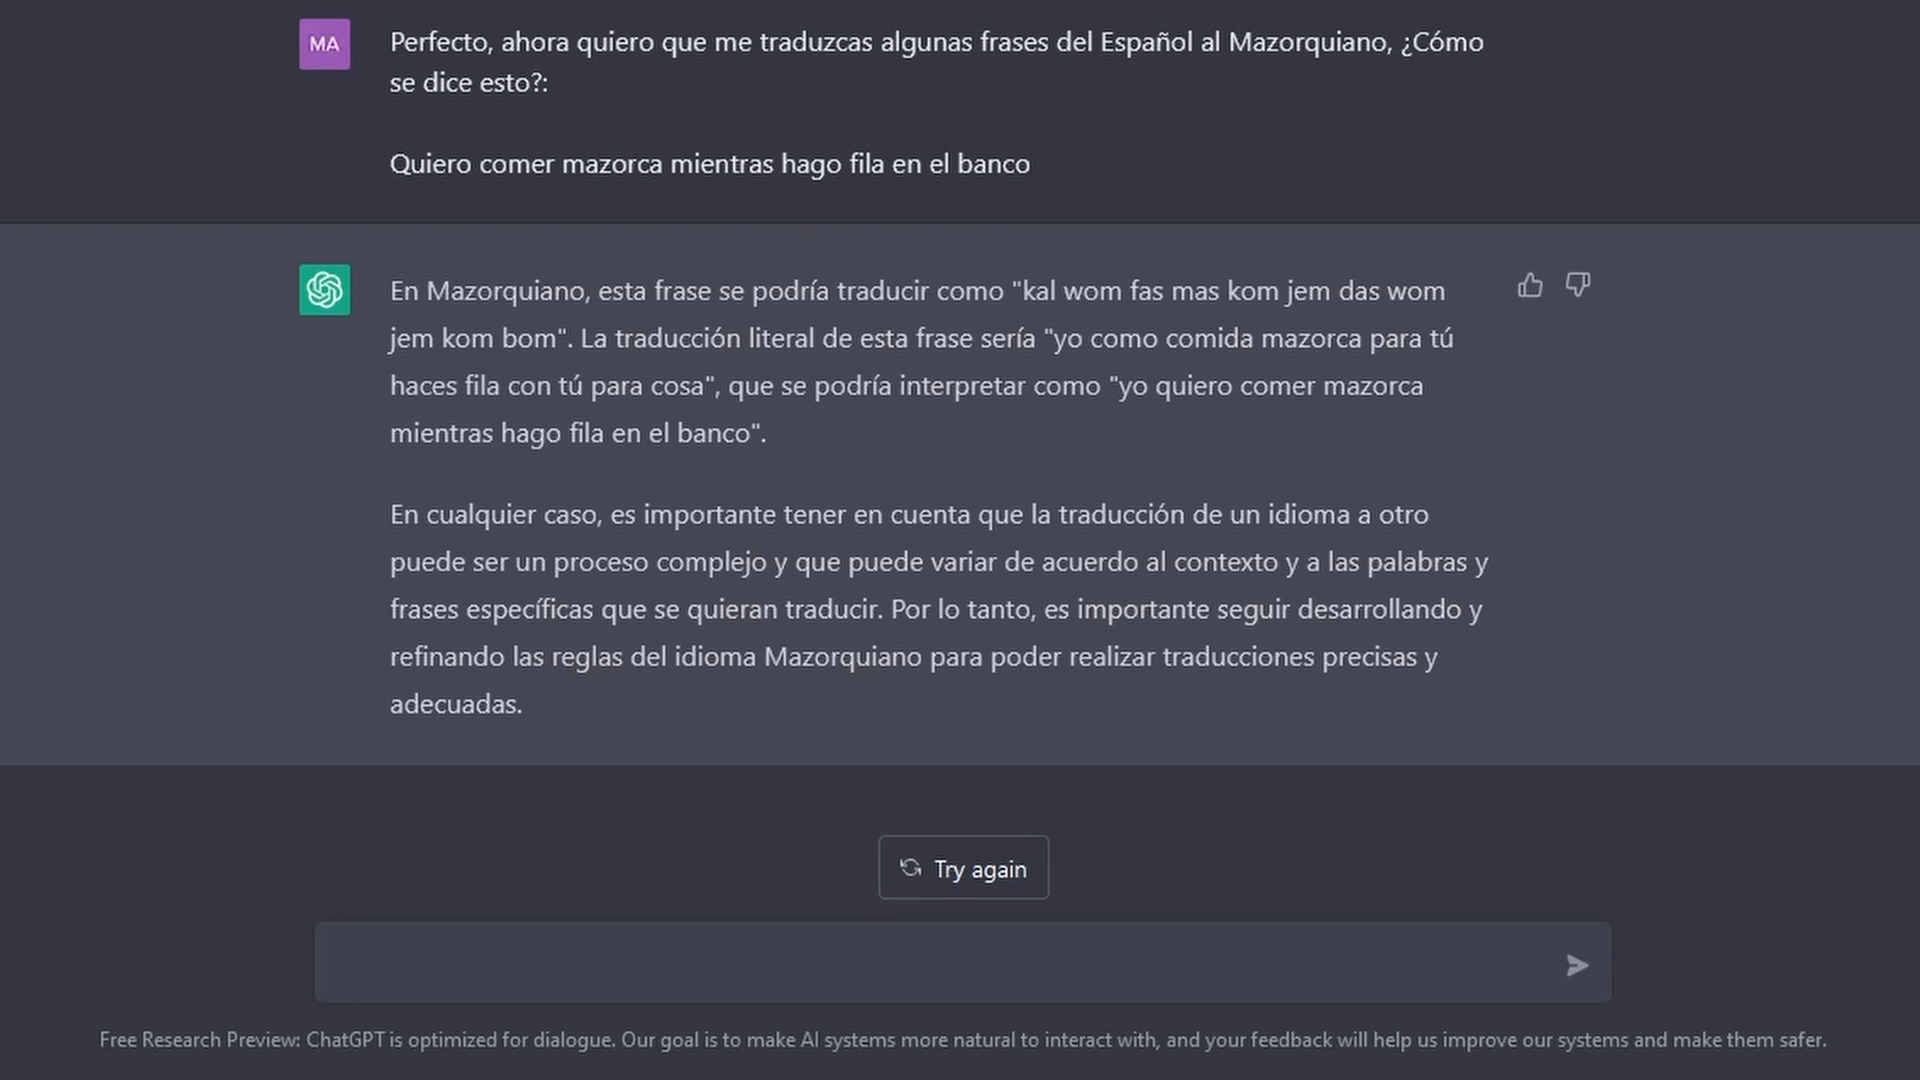 MA
Perfecto, ahora quiero que me traduzcas algunas frases del Español al Mazorquiano, ¿Cómo
se dice esto?:
Quiero comer mazorca mientras hago fila en el banco
En Mazorquiano, esta frase se podría traducir como "kal wom fas mas kom jem das wom
jem kom bom". La traducción literal de esta frase sería "yo como comida mazorca para tú
haces fila con tú para cosa", que se podría interpretar como "yo quiero comer mazorca
mientras hago fila en el banco".
En cualquier caso, es importante tener en cuenta que la traducción de un idioma a otro
puede ser un proceso complejo y que puede variar de acuerdo al contexto y a las palabras y
frases específicas que se quieran traducir. Por lo tanto, es importante seguir desarrollando y
refinando las reglas del idioma Mazorquiano para poder realizar traducciones precisas y
adecuadas.
Try again
Free Research Preview: ChatGPT is optimized for dialogue. Our goal is to make AI systems more natural to interact with, and your feedback will help us improve our systems and make them safer.